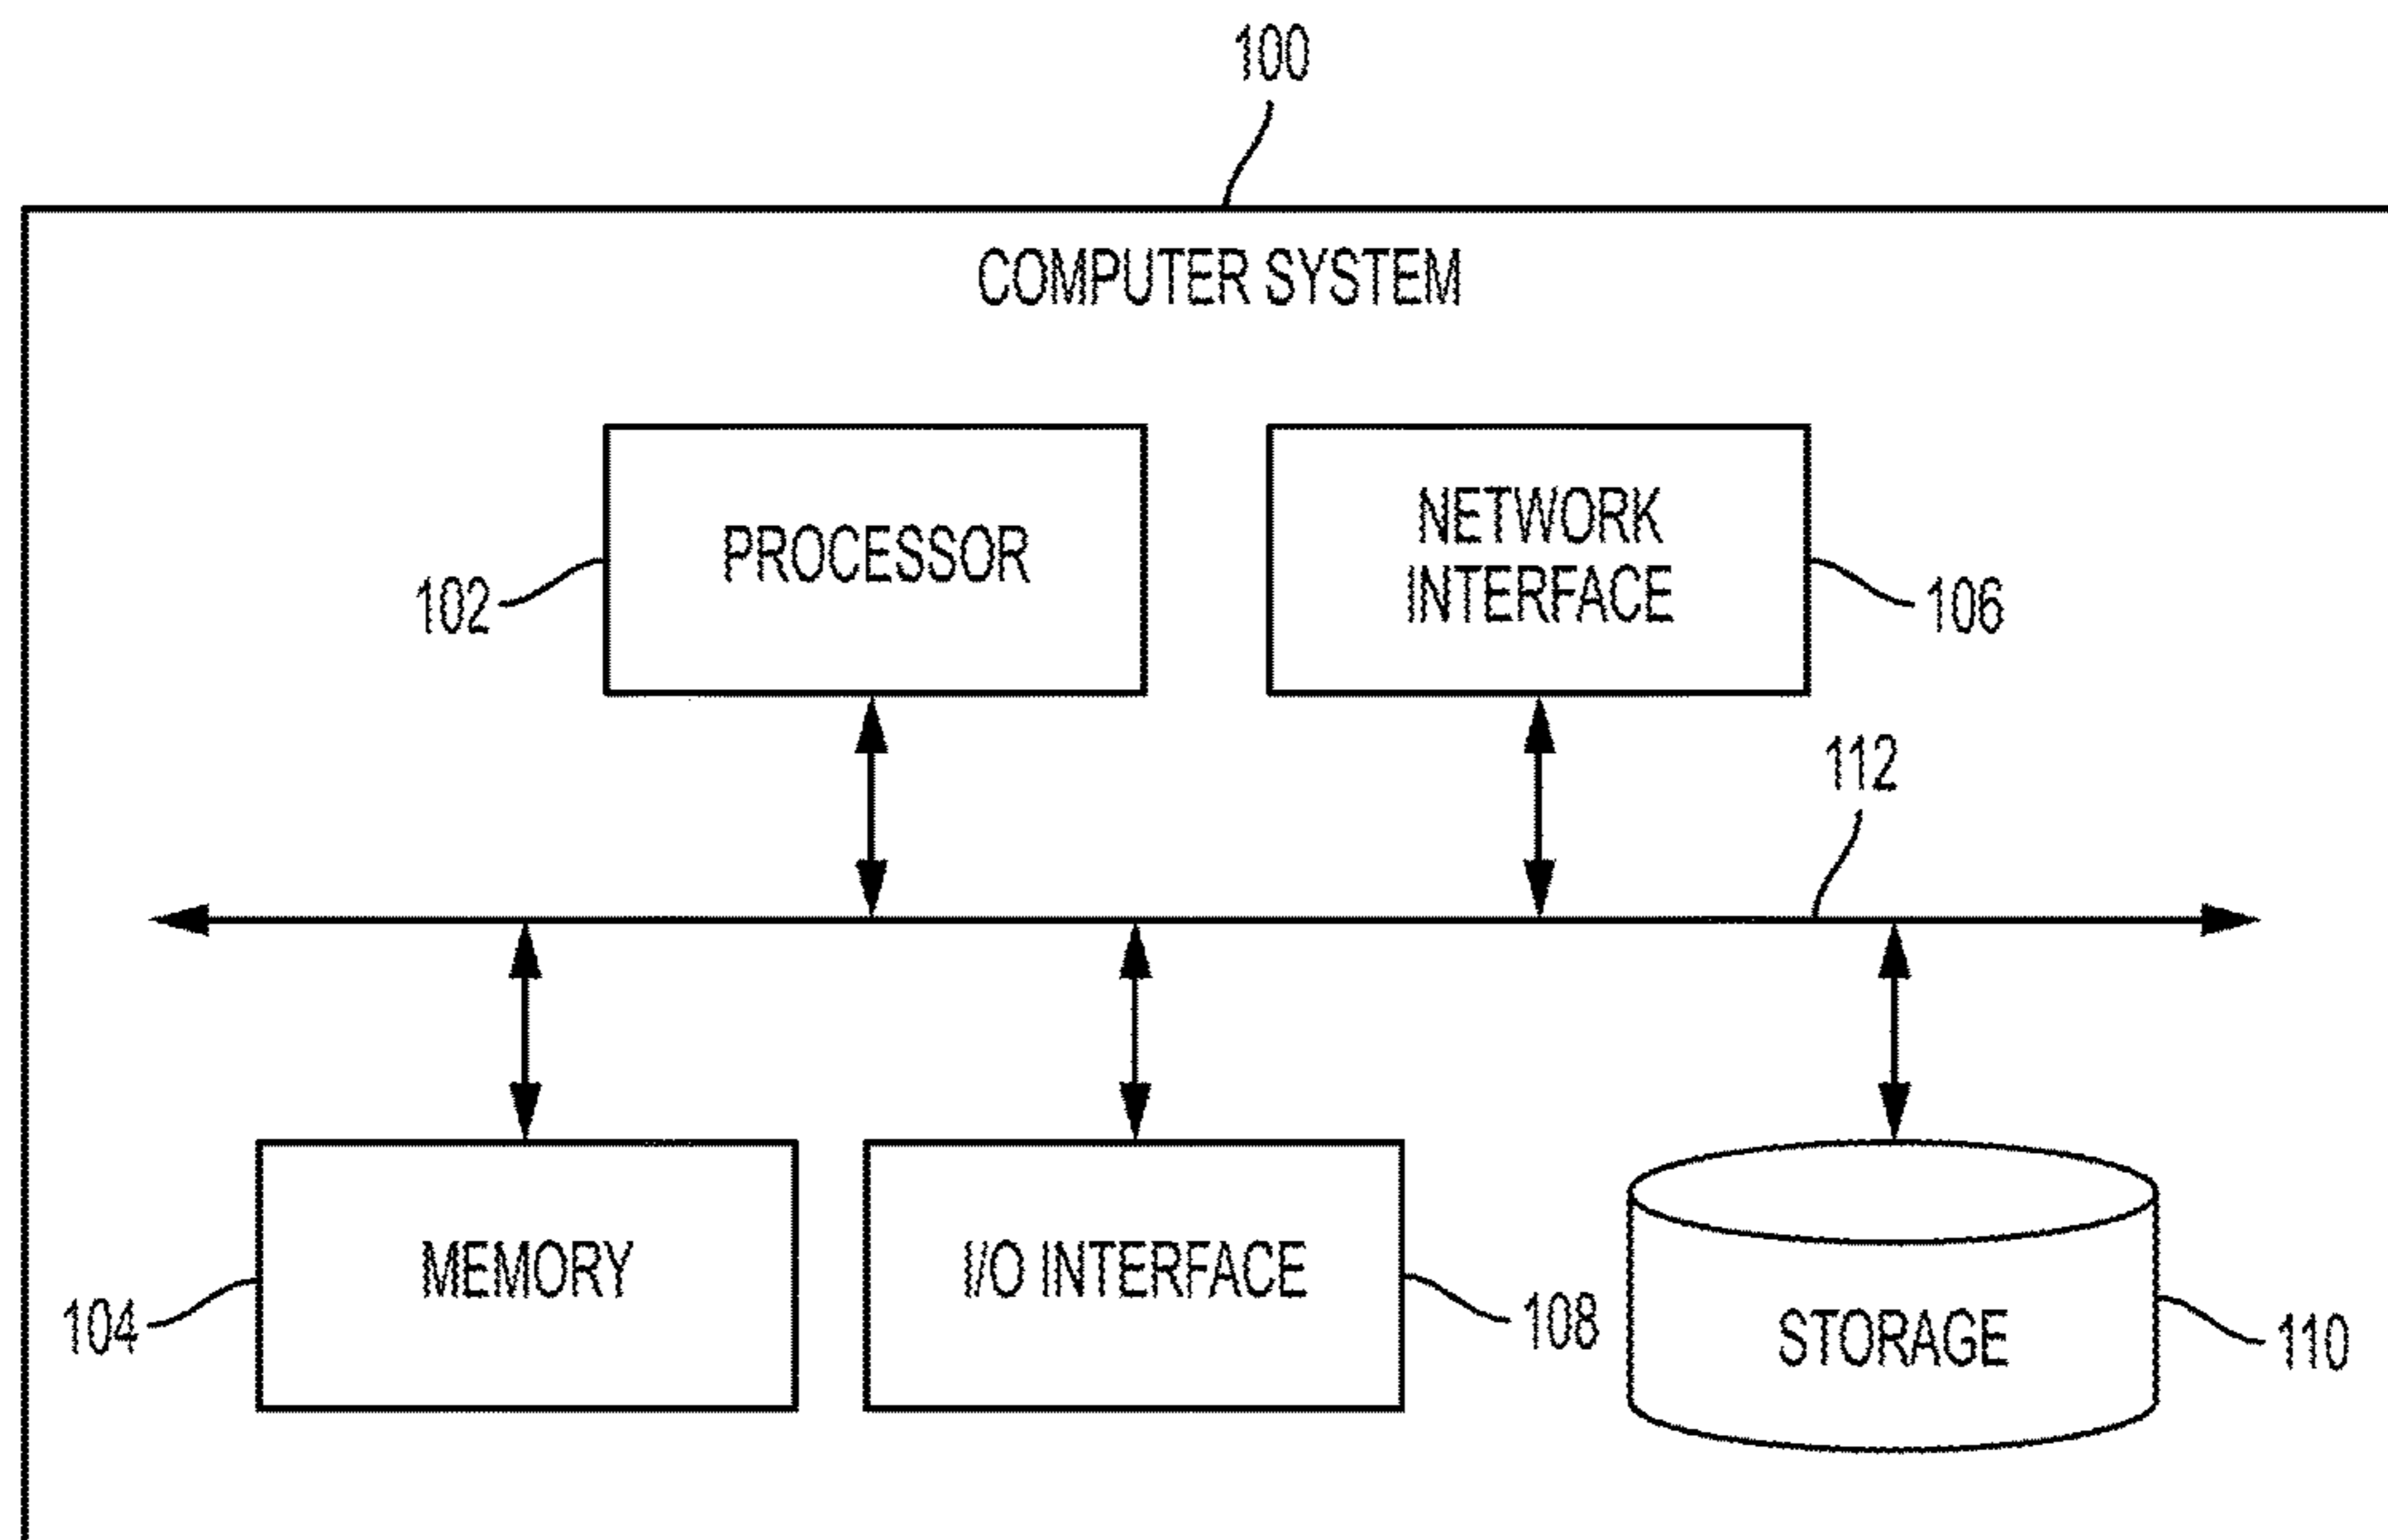 100
COMPUTER SYSTEM
PROCESSOR
NETWORK
INTERFACE
102
106
112
MEMORY
I/O INTERFACE
STORAGE
104
108
110